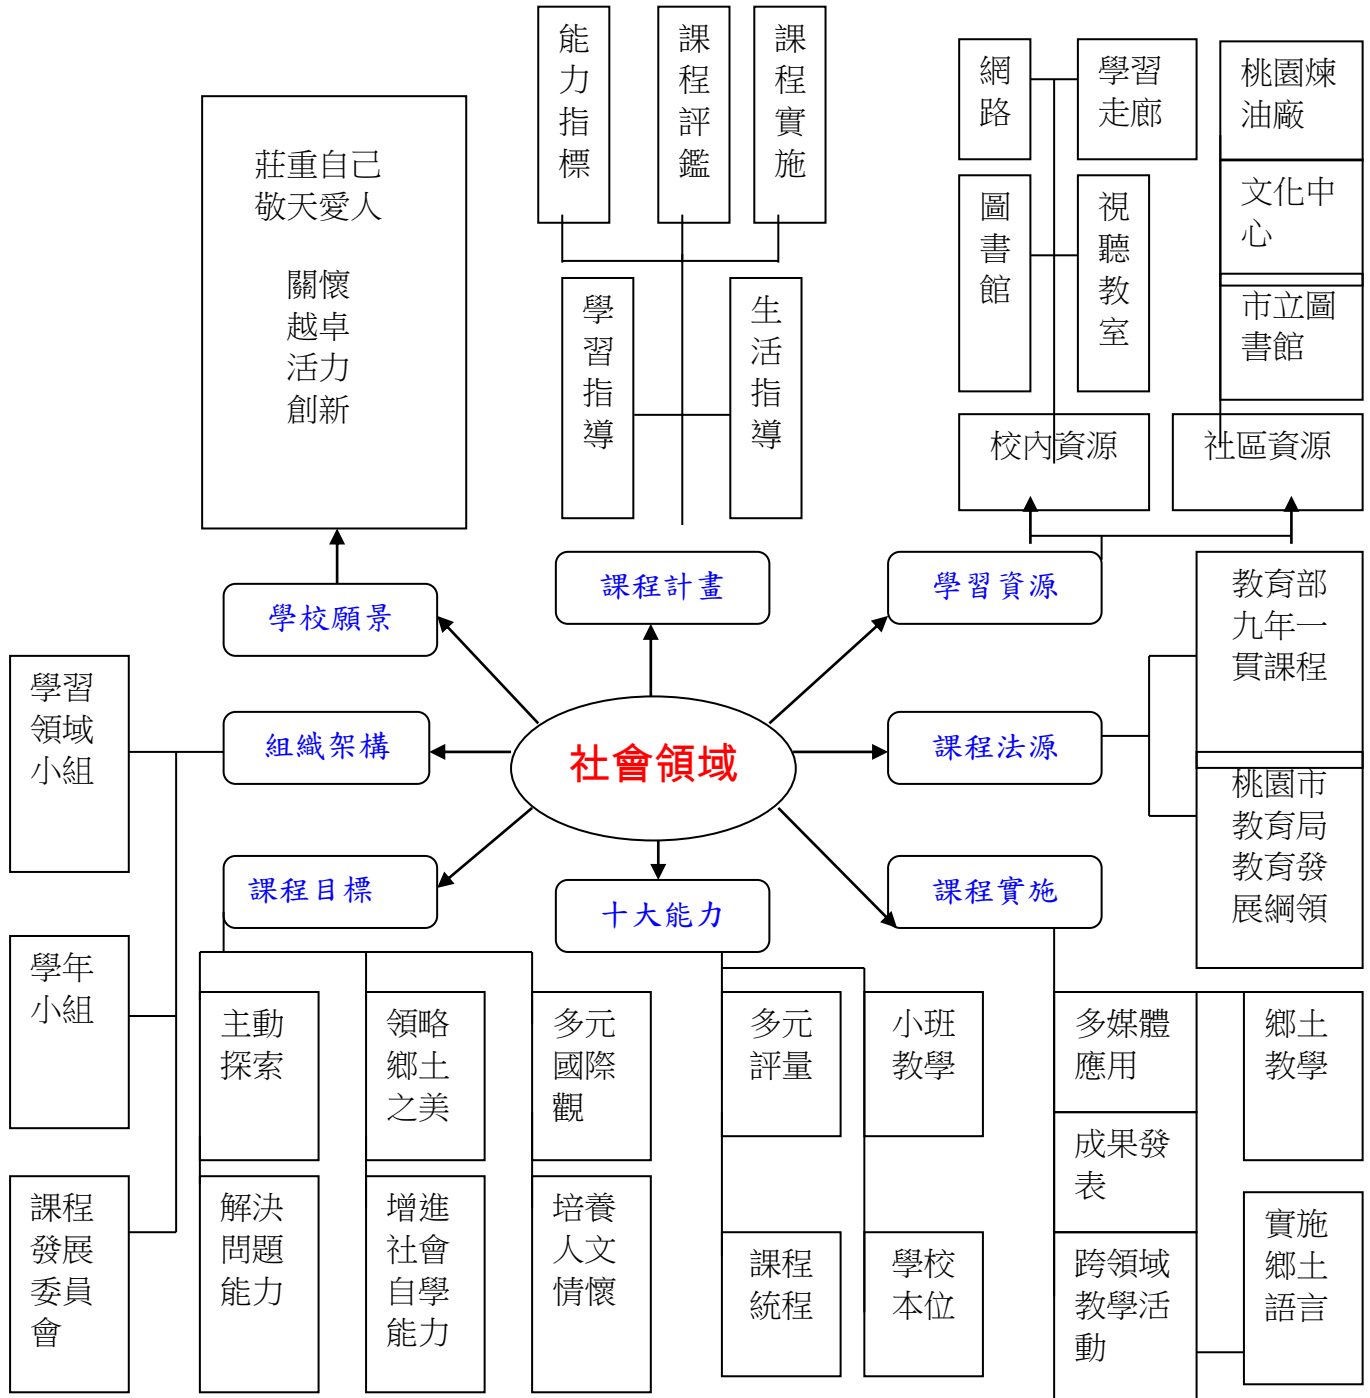 能力指標
課程評鑑
課程實施
網路
學習
走廊
桃園煉
油廠
莊重自己
敬天愛人
關懷
越卓
活力
創新
圖書館
視聽教室
文化中
心
市立圖
書館
學習指導
生活指導
校內資源
社區資源
學校願景
課程計畫
學習資源
教育部
九年一
貫課程
學習
領域
小組
組織架構
社會領域
課程法源
桃園市
教育局
教育發
展綱領
課程目標
十大能力
課程實施
學年
小組
主動
探索
領略
鄉土
之美
多元
國際
觀
多元
評量
小班
教學
多媒體
應用
鄉土
教學
成果發
表
課程
發展
委員
會
解決
問題
能力
增進
社會
自學
能力
培養
人文
情懷
課程
統程
學校
本位
跨領域
教學活
動
實施
鄉土
語言